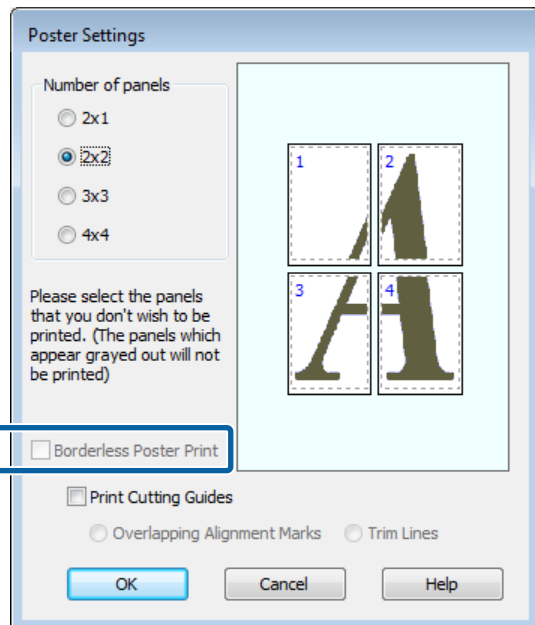 Poster Settings
Number of panels
2x1
2x2
3x3
4x4
1 2
3 4
Please select the panels
that you don't wish to be
printed. (The panels which
appear grayed out will not
be printed)
Borderless Poster Print
Print Cutting Guides
Overlapping Alignment Marks Trim Lines
OK Cancel Help